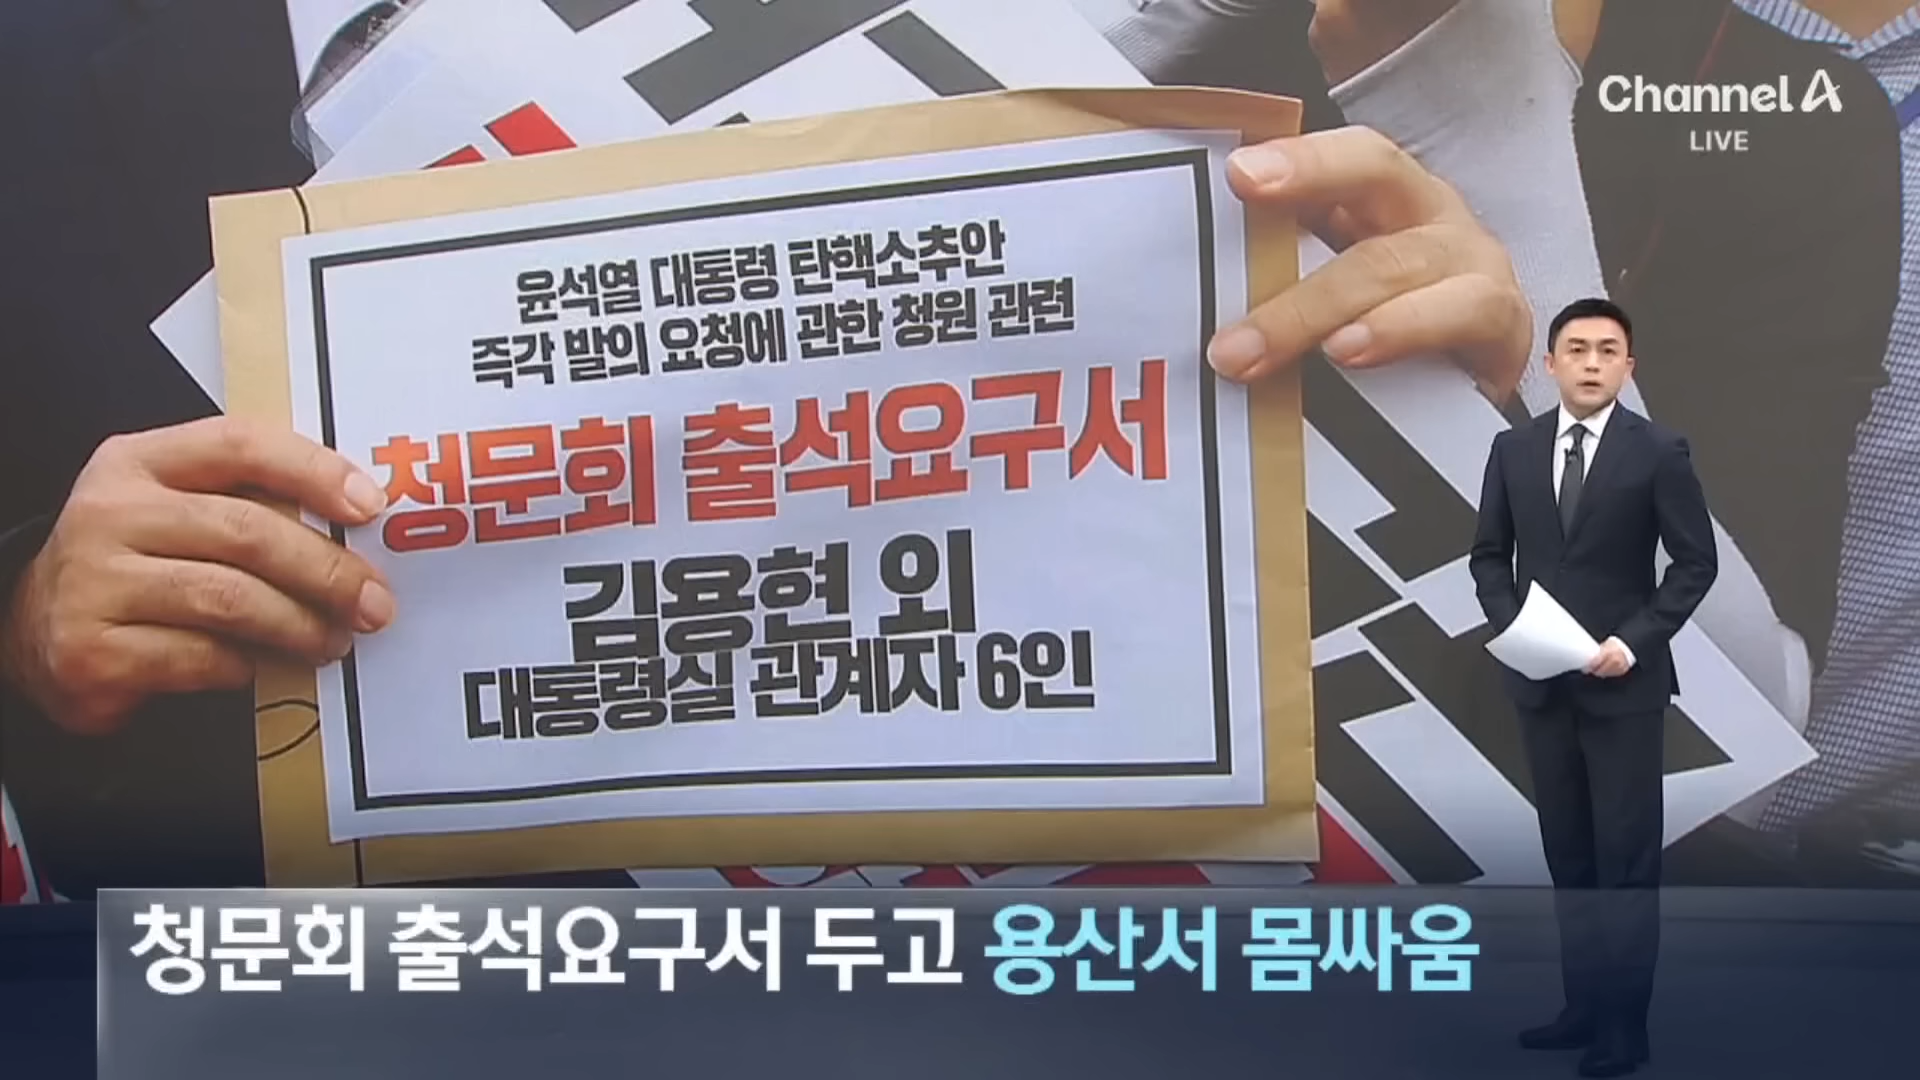 Channel A
LIVE
윤석열 대통령 탄핵소추안
즉각 발의 요청에 관한 청원 관련
청문회 출석요구서
김용현 외
대통령실 관계자 6인
청문회 출석요구서 두고 용산서 몸싸움